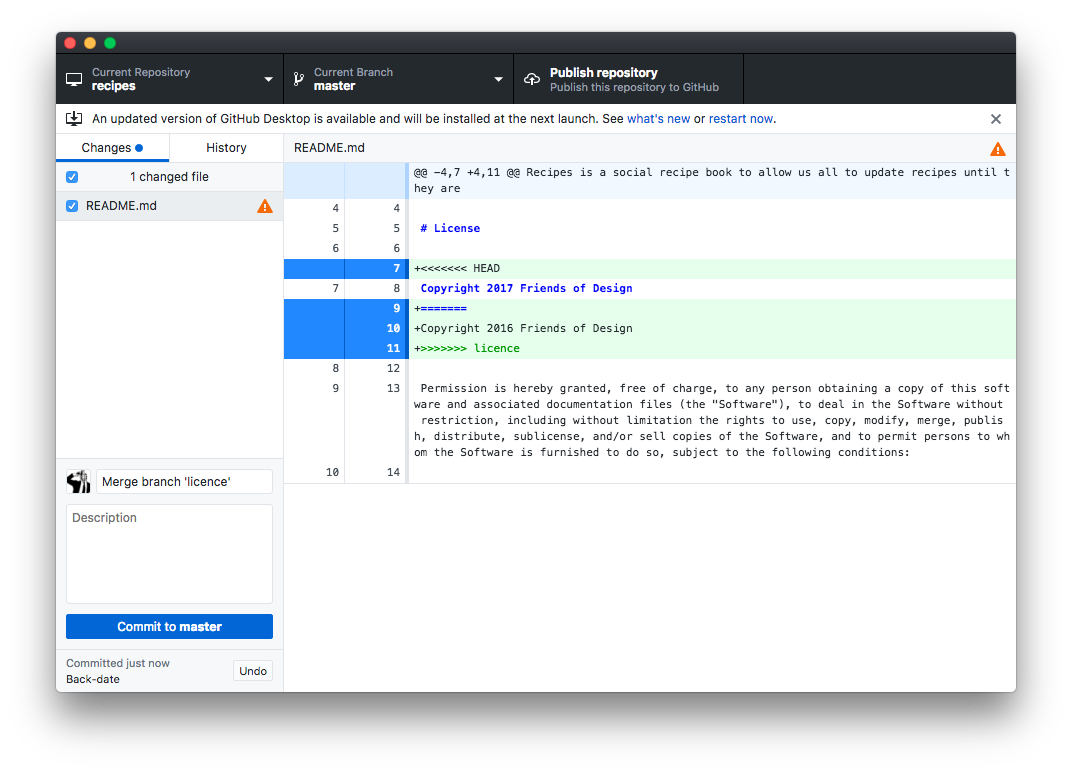 Current Repository
recipes
Current Branch
master
Publish repository
Publish this repository to GitHub
An updated version of GitHub Desktop is available and will be installed at the next launch. See what's new or restart now.
Changes
History
README.md
1 changed file
README.md
@@ -4,7 +4,11 @@ Recipes is a social recipe book to allow us all to update recipes until t
hey are
4 4
5 5 # License
6 6
7 +<<<<<<< HEAD
7 8 Copyright 2017 Friends of Design
9 +=======
10 +Copyright 2016 Friends of Design
11 +>>>>>>> licence
8 12
9 13 Permission is hereby granted, free of charge, to any person obtaining a copy of this soft
ware and associated documentation files (the "Software"), to deal in the Software without
restriction, including without limitation the rights to use, copy, modify, merge, publis
h, distribute, sublicense, and/or sell copies of the Software, and to permit persons to wh
om the Software is furnished to do so, subject to the following conditions:
10 14
Merge branch 'licence'
Description
Commit to master
Committed just now
Back-date
Undo